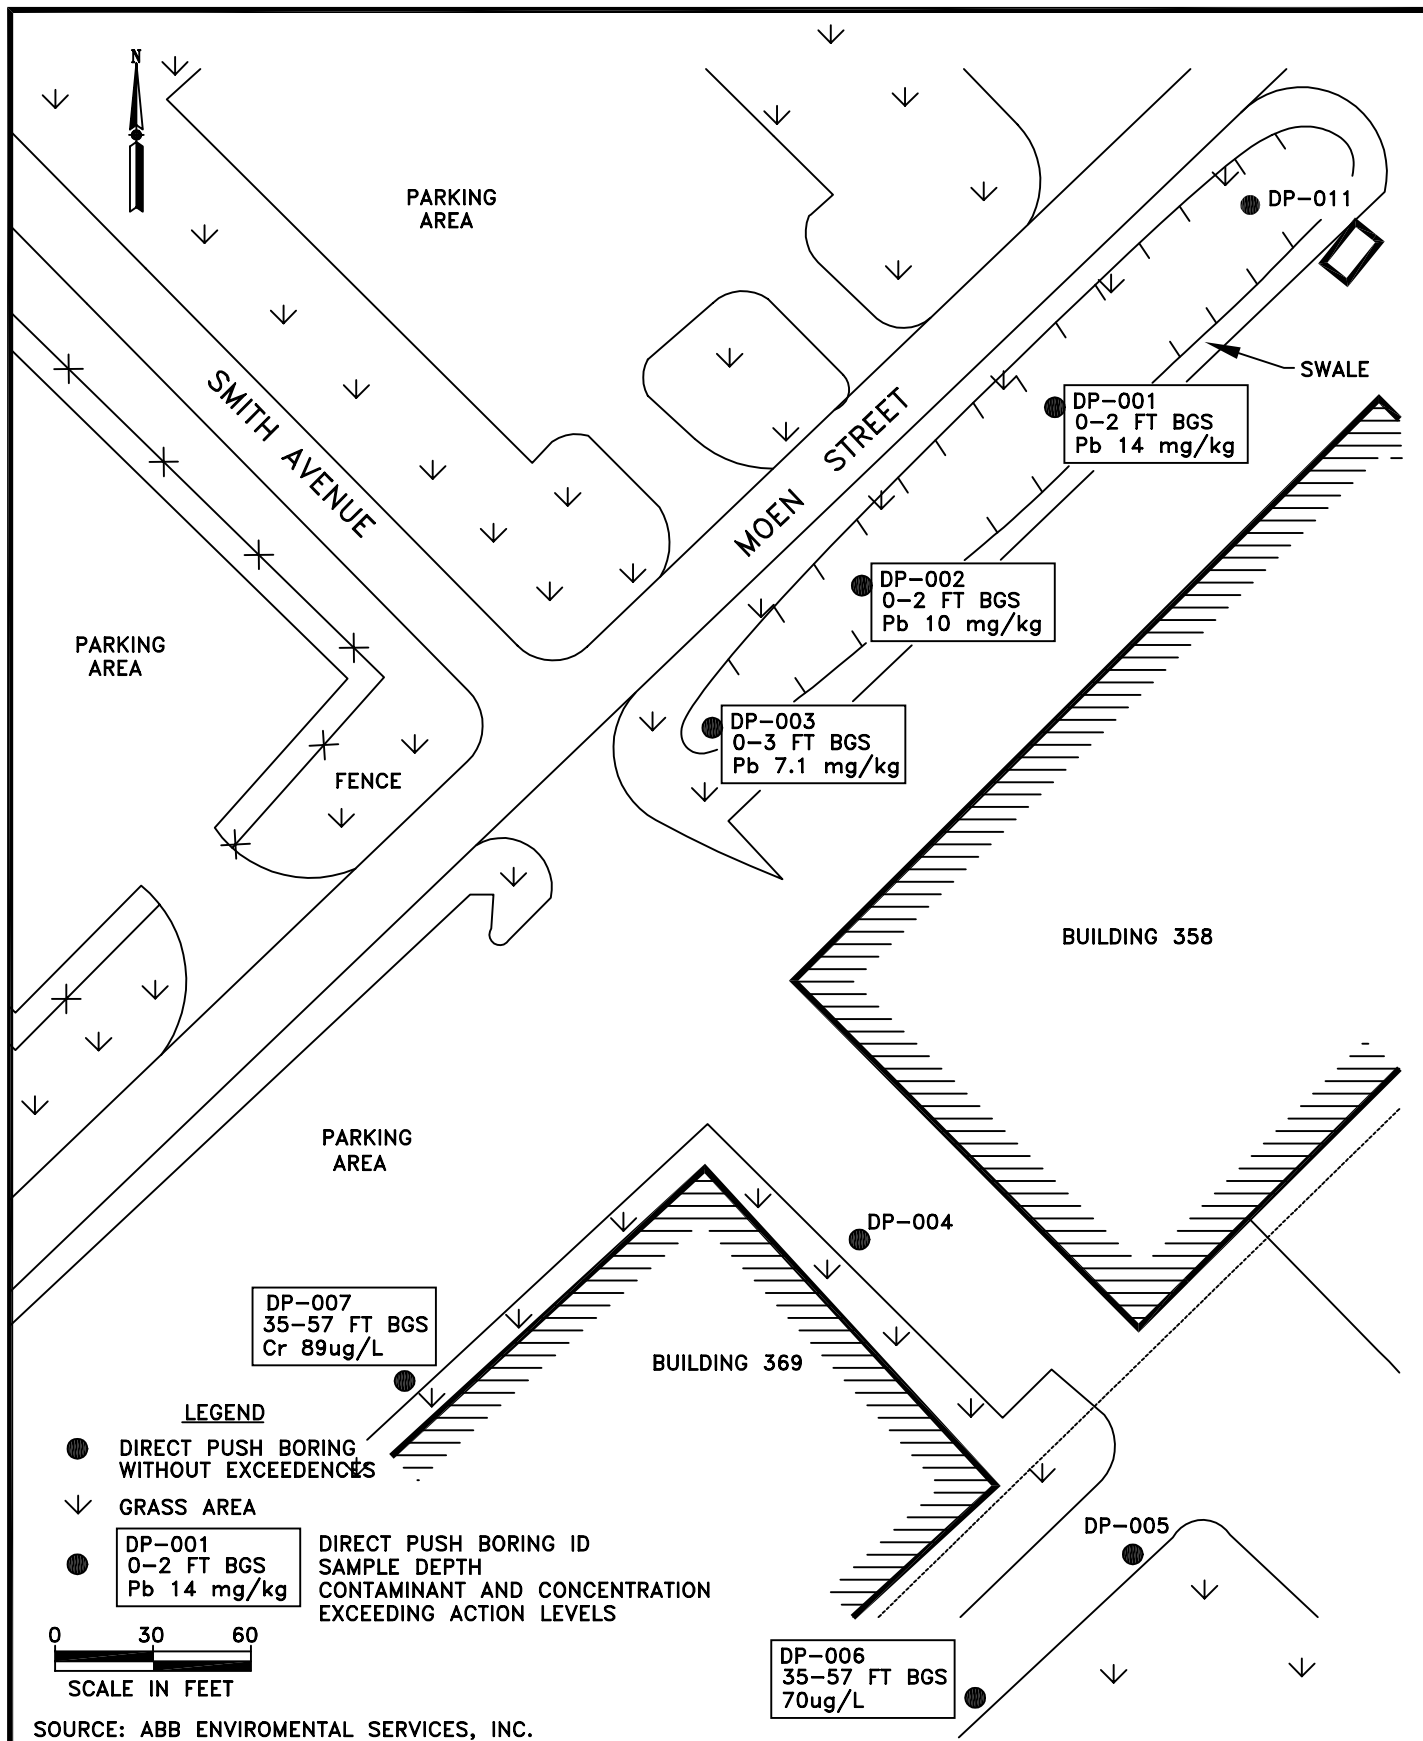 N
PARKING
AREA
DP-011
SWALE
SMITH AVENUE
MOEN STREET
DP-001
0-2 FT BGS
Pb 14 mg/kg
DP-002
0-2 FT BGS
Pb 10 mg/kg
PARKING
AREA
DP-003
0-3 FT BGS
Pb 7.1 mg/kg
FENCE
BUILDING 358
PARKING
AREA
DP-004
DP-007
35-57 FT BGS
Cr 89ug/L
BUILDING 369
LEGEND
DIRECT PUSH BORING
WITHOUT EXCEEDENCES
GRASS AREA
DP-001
0-2 FT BGS
Pb 14 mg/kg
DIRECT PUSH BORING ID
SAMPLE DEPTH
CONTAMINANT AND CONCENTRATION
EXCEEDING ACTION LEVELS
DP-005
0 30 60
SCALE IN FEET
DP-006
35-57 FT BGS
70ug/L
SOURCE: ABB ENVIROMENTAL SERVICES, INC.